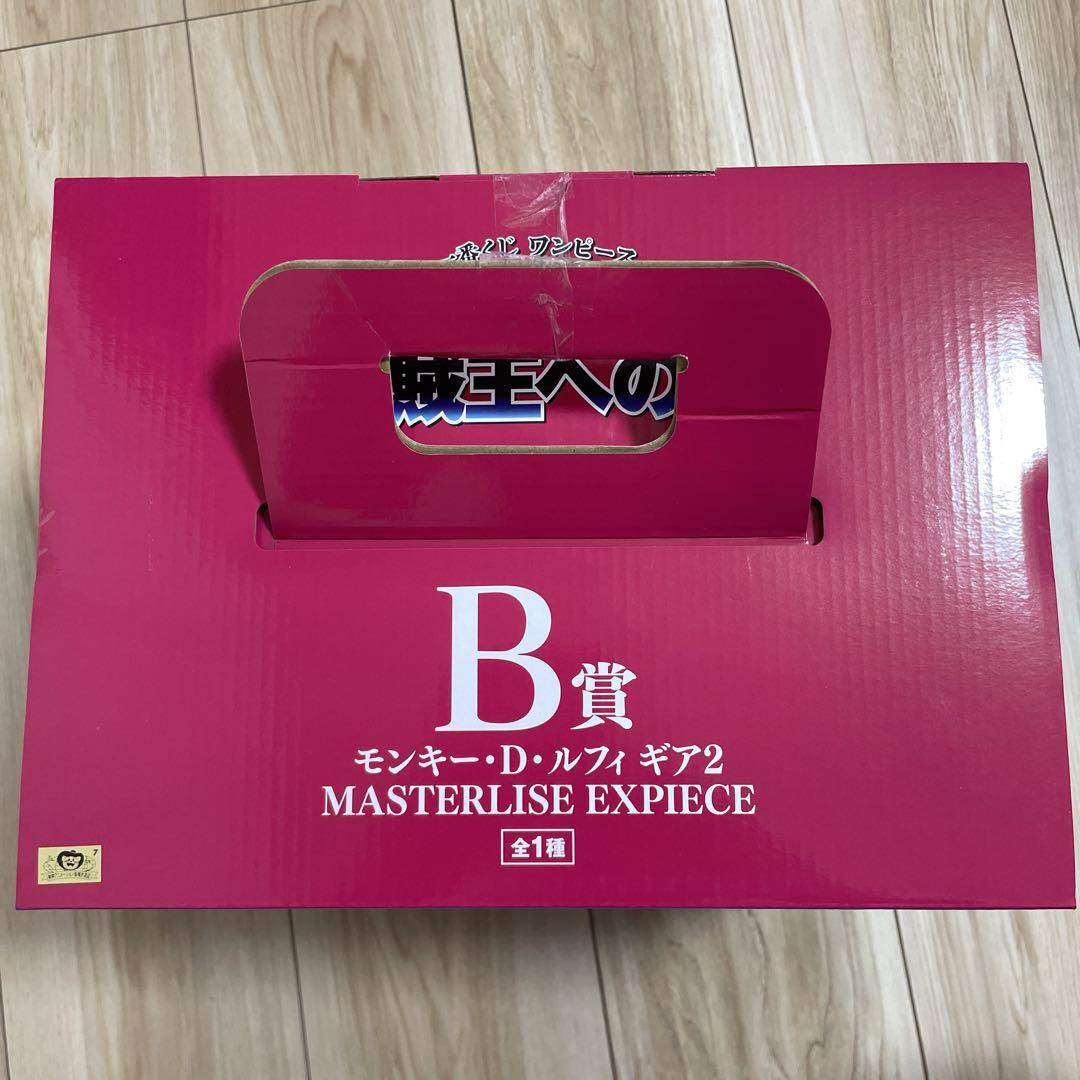 番くじ ワンピース
賊王への
B賞
モンキー・D・ルフィ ギア2
MASTERLISE EXPIECE
全1種
7